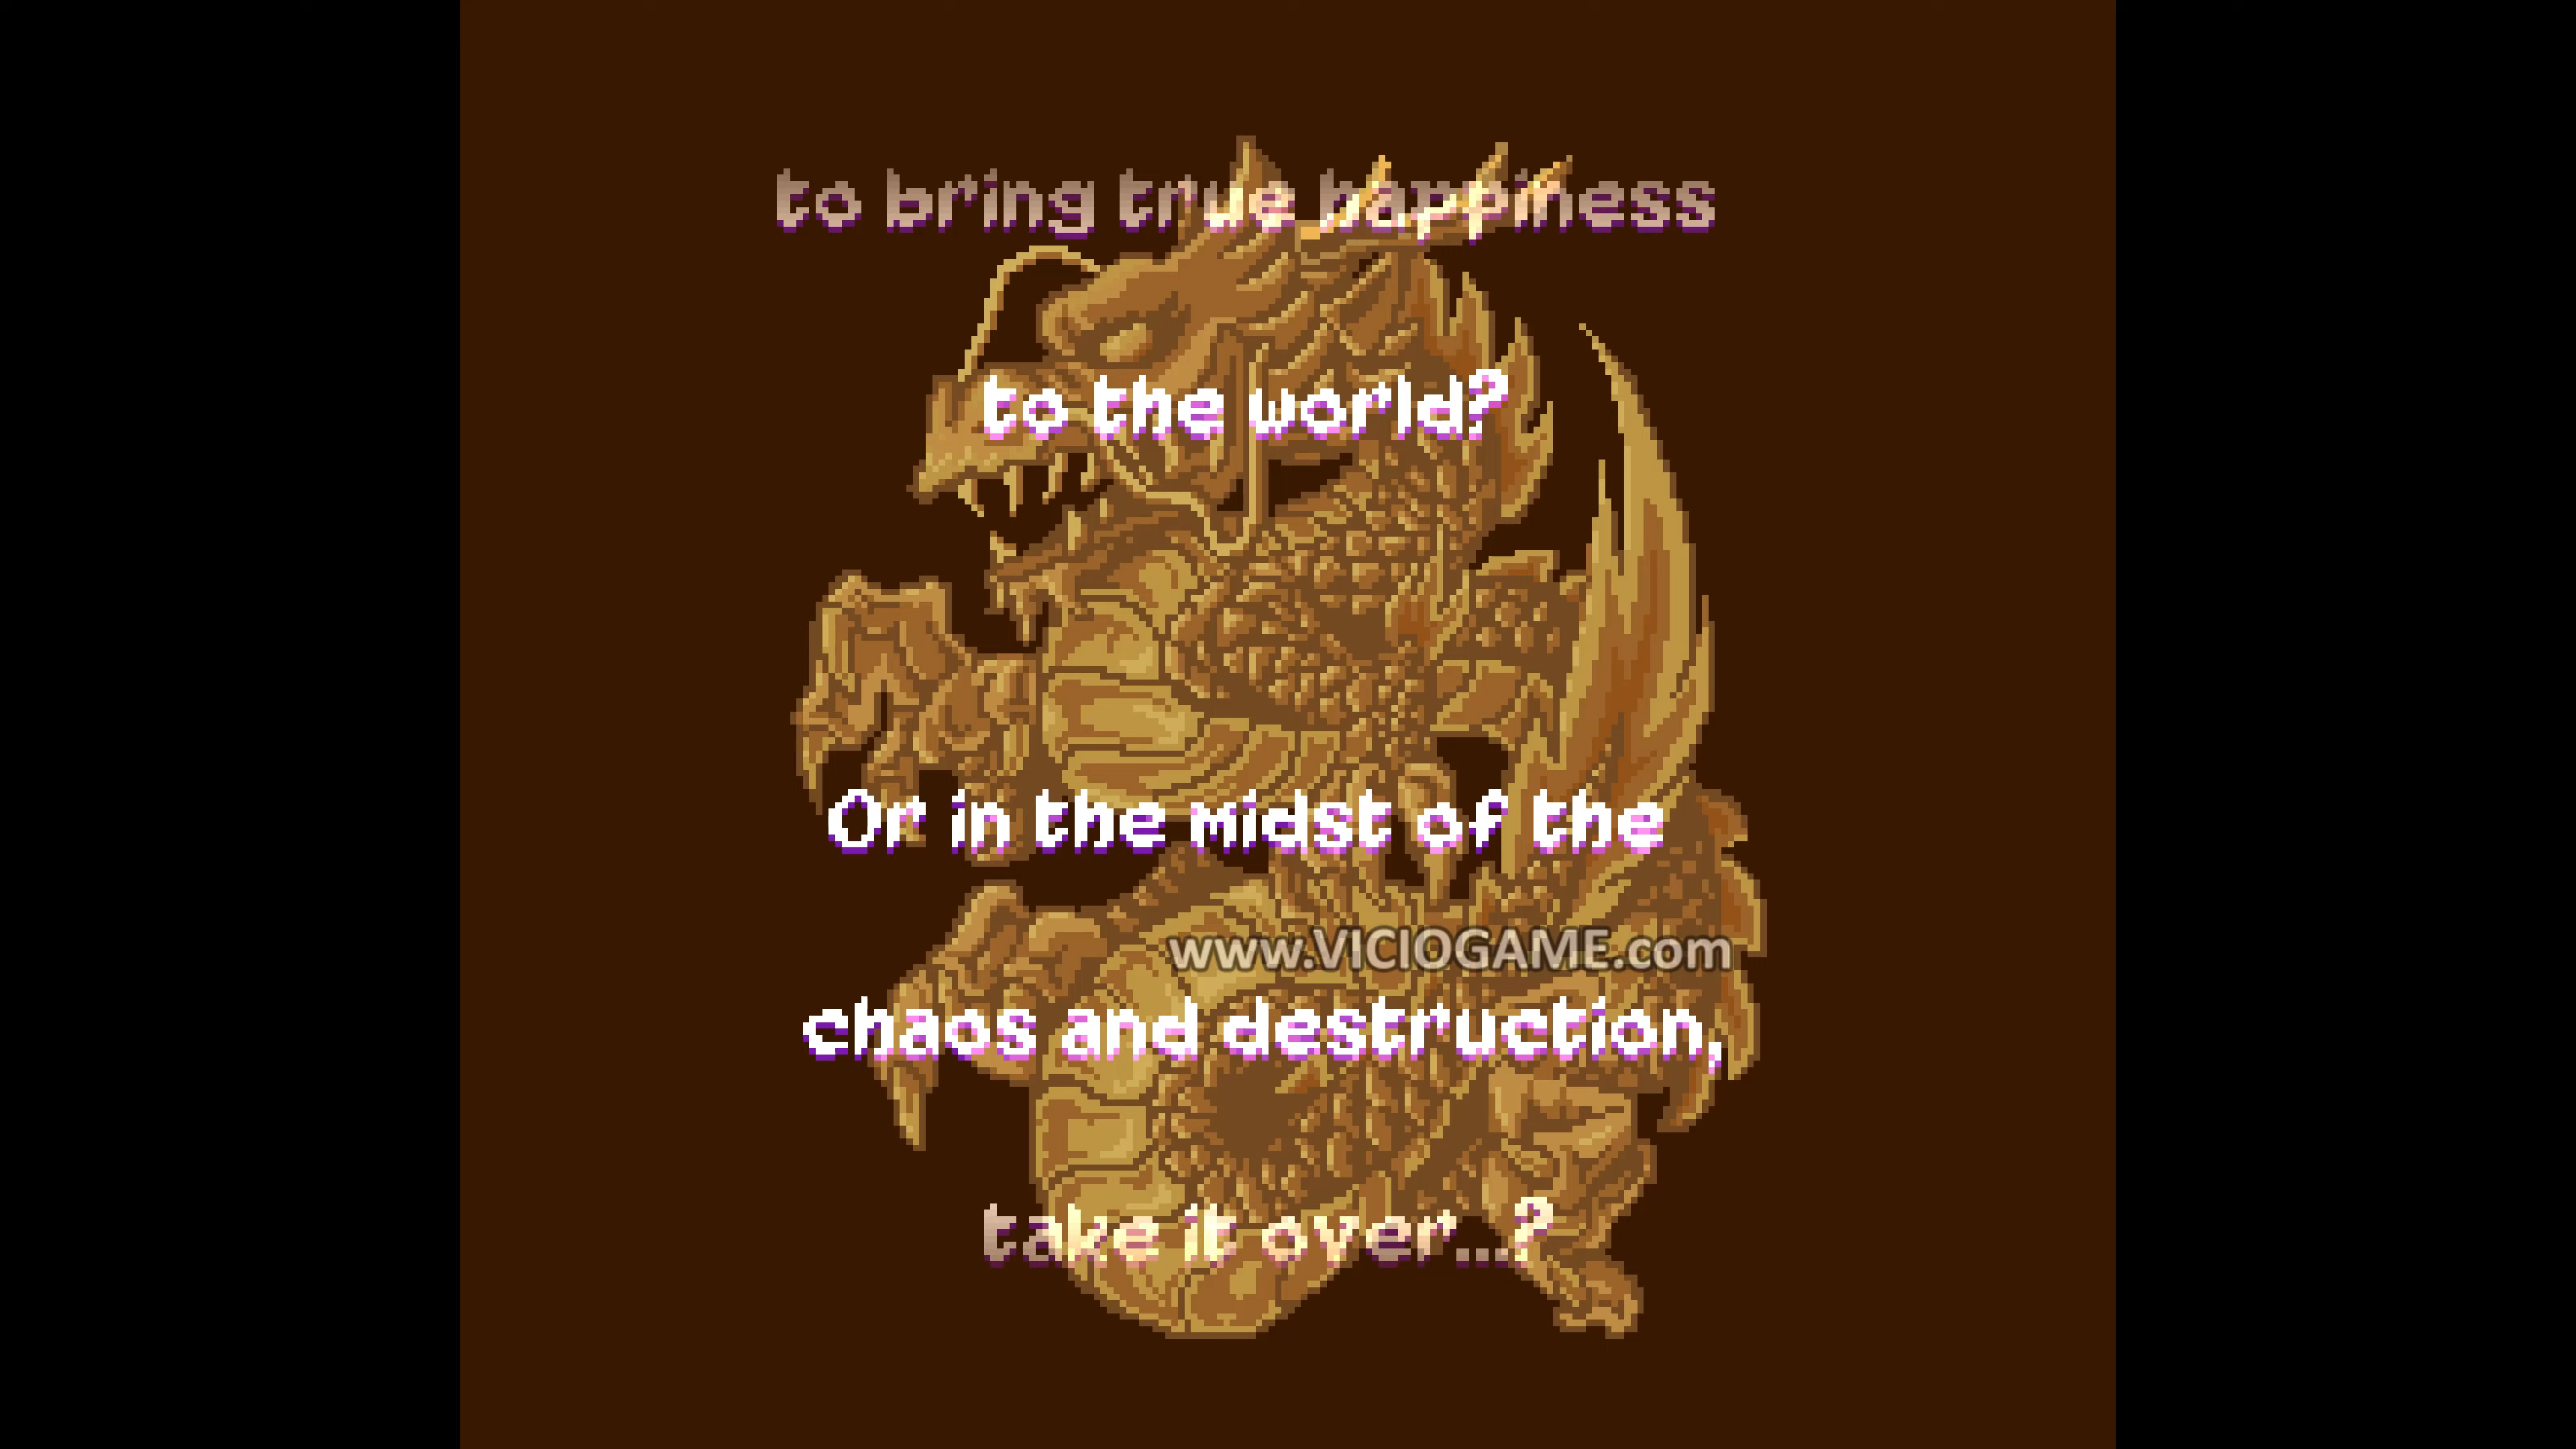 to bring true happiness
to the world?
Or in the midst of the
www.VICIOGAME.com
chaos and destruction,
take it over...?